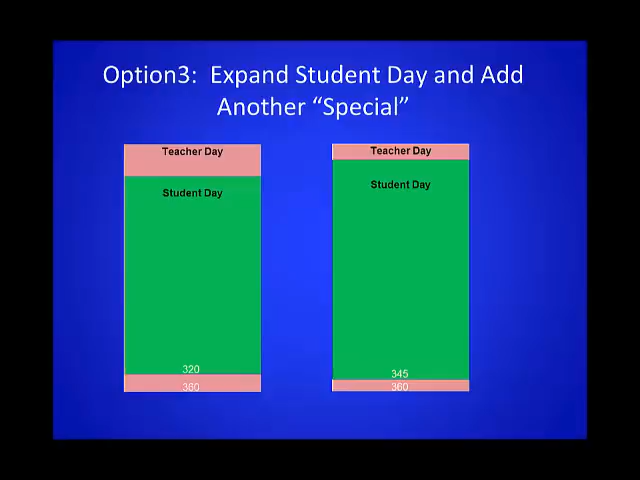 Option3:  Expand Student Day and Add
Another “Special”
Teacher Day
Student Day
320
360
Teacher Day
Student Day
345
360